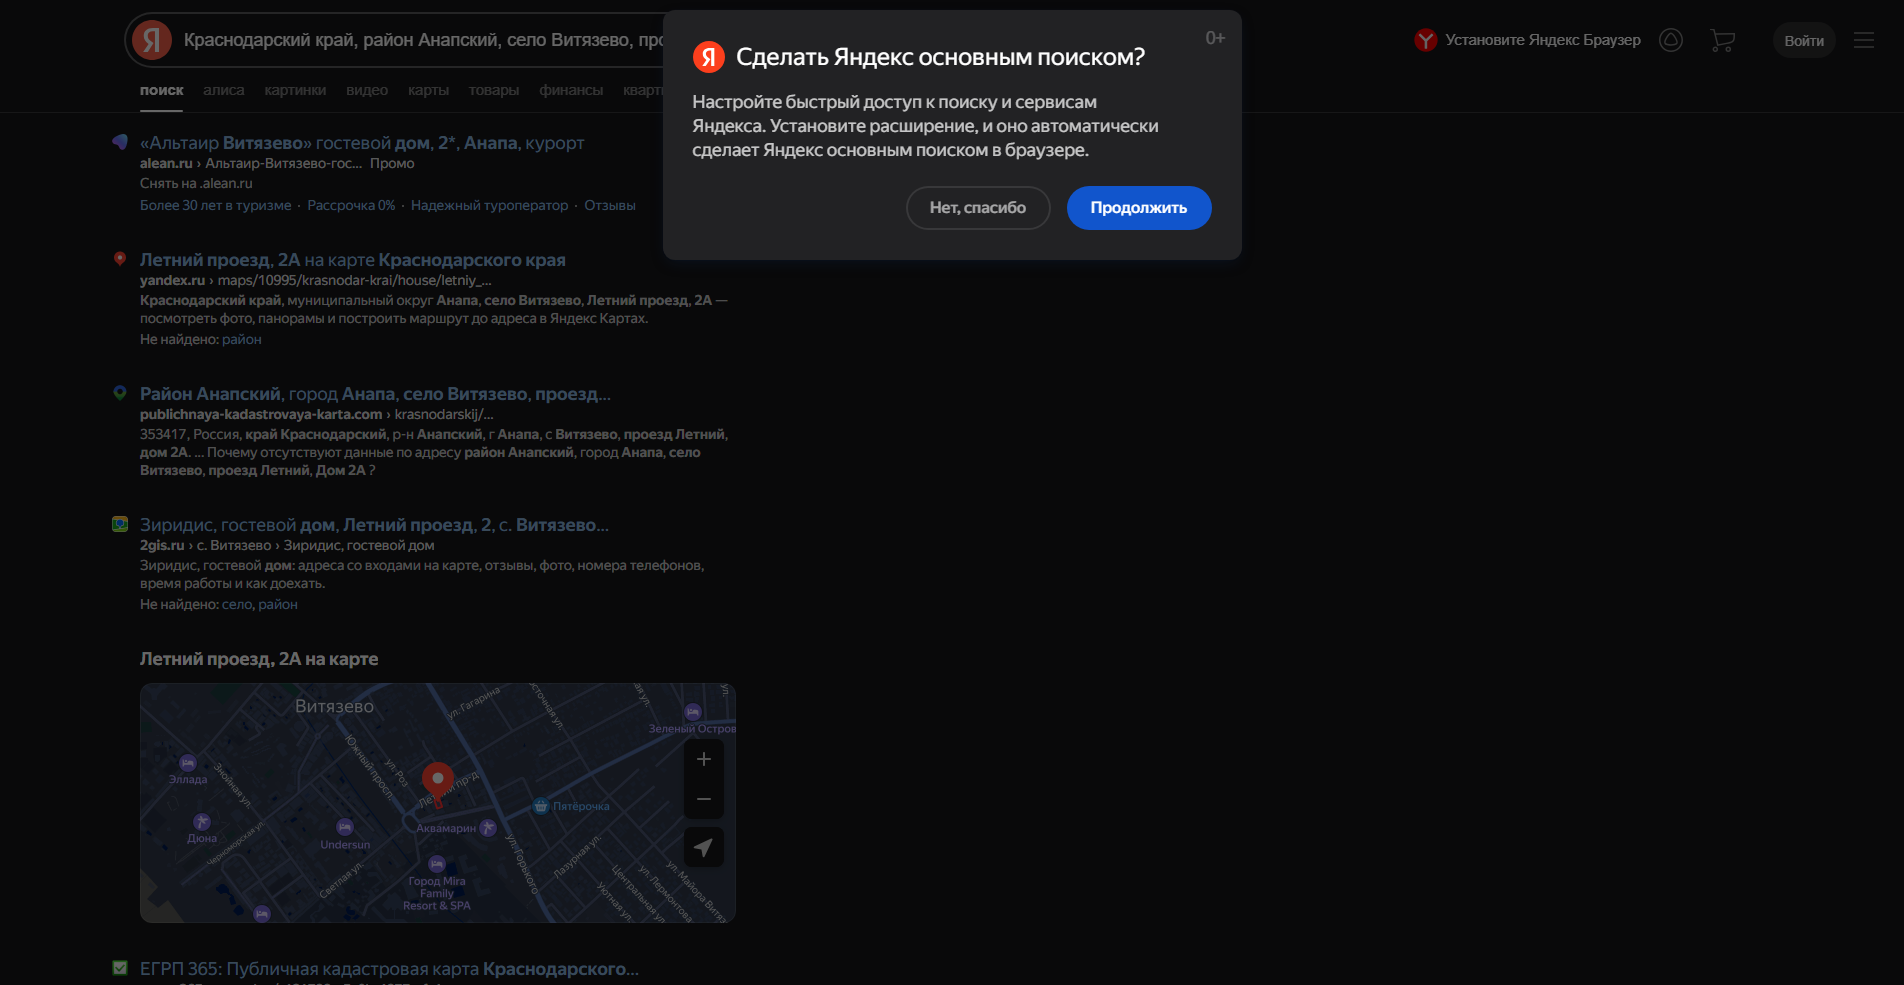 Краснодарский край, район Анапский, село Витязево, про
Установите Яндекс Браузер
Войти
поиск алиса картинки видео карты товары финансы кварт
0+
Сделать Яндекс основным поиском?
Настройте быстрый доступ к поиску и сервисам
Яндекса. Установите расширение, и оно автоматически
сделает Яндекс основным поиском в браузере.
Нет, спасибо
Продолжить
«Альтаир Витязево» гостевой дом, 2*, Анапа, курорт
alean.ru › Альтаир-Витязево-гос... Промо
Снять на .alean.ru
Более 30 лет в туризме · Рассрочка 0% · Надежный туроператор · Отзывы
Летний проезд, 2А на карте Краснодарского края
yandex.ru › maps/10995/krasnodar-krai/house/letniy_...
Краснодарский край, муниципальный округ Анапа, село Витязево, Летний проезд, 2А —
посмотреть фото, панорамы и построить маршрут до адреса в Яндекс Картах.
Не найдено: район
Район Анапский, город Анапа, село Витязево, проезд...
publichnaya-kadastrovaya-karta.com › krasnodarskij/...
353417, Россия, край Краснодарский, р-н Анапский, г Анапа, с Витязево, проезд Летний,
дом 2А. ... Почему отсутствуют данные по адресу район Анапский, город Анапа, село
Витязево, проезд Летний, Дом 2А ?
Зиридис, гостевой дом, Летний проезд, 2, с. Витязево...
2gis.ru › с. Витязево › Зиридис, гостевой дом
Зиридис, гостевой дом: адреса со входами на карте, отзывы, фото, номера телефонов,
время работы и как доехать.
Не найдено: село, район
Летний проезд, 2А на карте
Витязево
ул. Гагарина
Зеленый Остров
Южный просп.
ул. Роз
Летний пр-д
Эллада
Знойная ул.
Пятёрочка
Дюна
Черноморская ул.
Undersun
Аквамарин
ул. Горького
Лазурная ул.
Светлая ул.
Город Mira
Family
Resort & SPA
Уютная ул.
Центральная ул.
ул. Лермонтова
ул. Майора Витяз
ЕГРП 365: Публичная кадастровая карта Краснодарского...